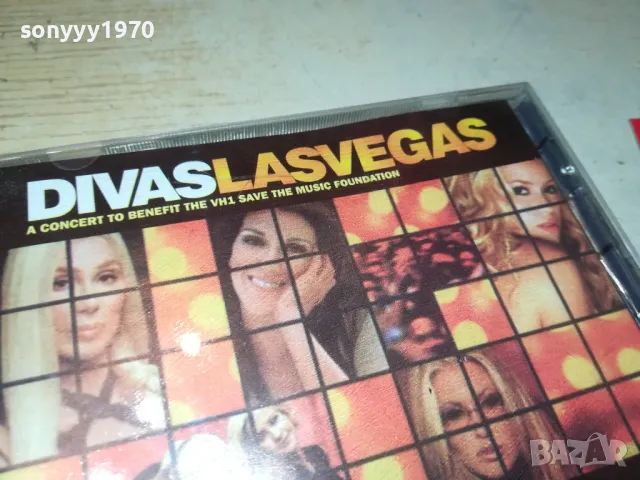 sonyyy1970
DIVASLASVEGAS
A CONCERT TO BENEFIT THE VH1 SAVE THE MUSIC FOUNDATION
BAZAR